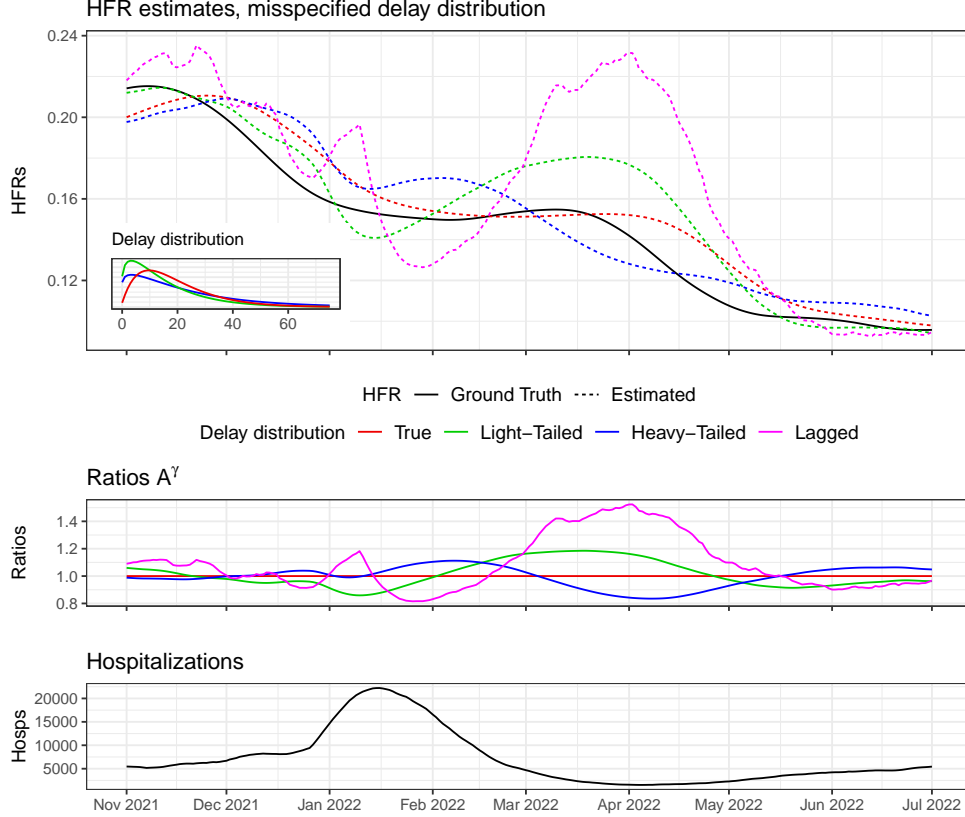 HFR estimates, misspecified delay distribution
0.24
0.20
0.16
0.12
HFRs
Delay distribution
0 20 40 60
HFR Ground Truth Estimated
Delay distribution True Light-Tailed Heavy-Tailed Lagged
Ratios A^γ
1.4
1.2
1.0
0.8
Ratios
Hospitalizations
20000
15000
10000
5000
Hosps
Nov 2021 Dec 2021 Jan 2022 Feb 2022 Mar 2022 Apr 2022 May 2022 Jun 2022 Jul 2022